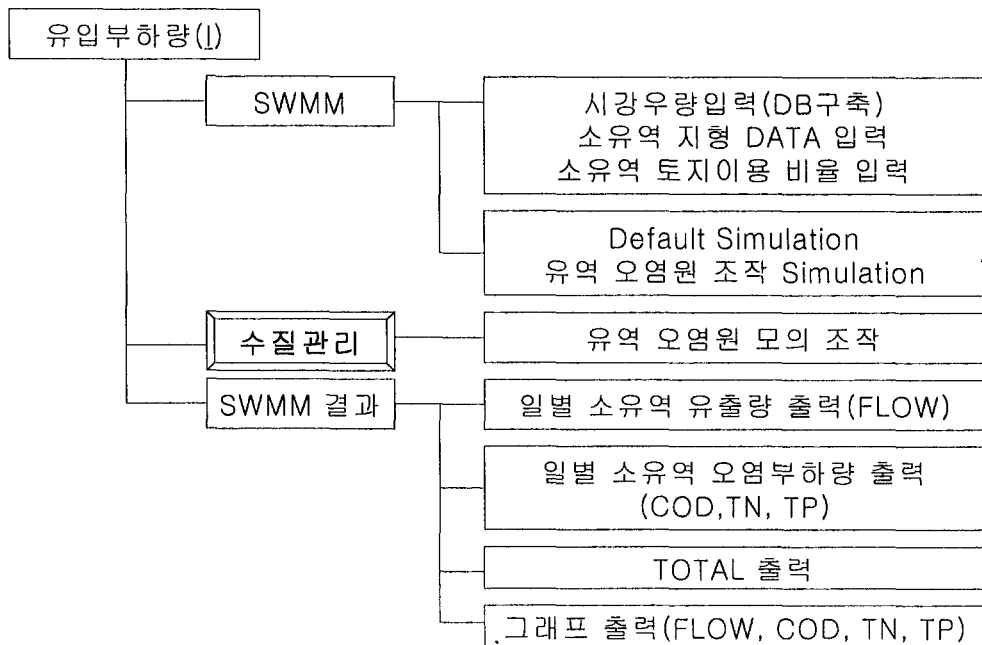 유입부하량(I)
SWMM
시강우량입력(DB구축)
소유역 지형 DATA 입력
소유역 토지이용 비율 입력
Default Simulation
유역 오염원 조작 Simulation
수질관리
유역 오염원 모의 조작
SWMM 결과
일별 소유역 유출량 출력(FLOW)
일별 소유역 오염부하량 출력
(COD,TN, TP)
TOTAL 출력
그래프 출력(FLOW, COD, TN, TP)